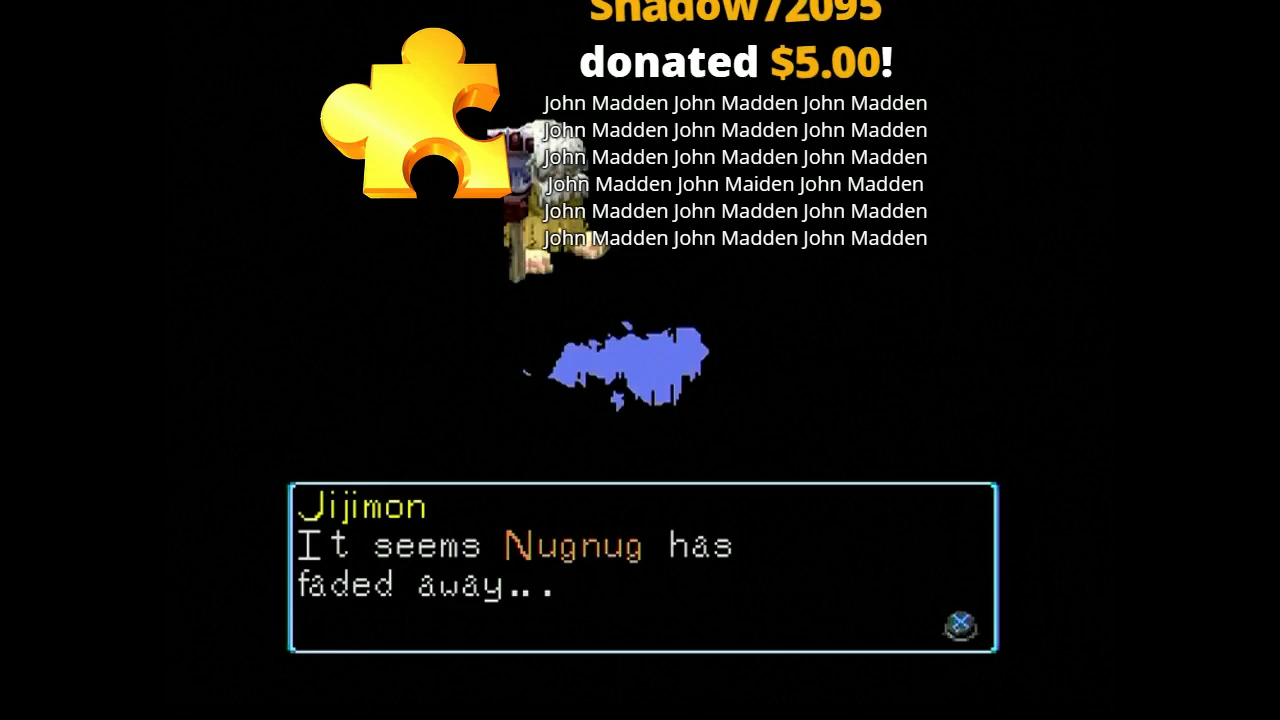 Shadow72095
donated $5.00!
John Madden John Madden John Madden
John Madden John Madden John Madden
John Madden John Madden John Madden
John Madden John Maiden John Madden
John Madden John Madden John Madden
John Madden John Madden John Madden
Jijimon
It seems Nugnug has
faded away...